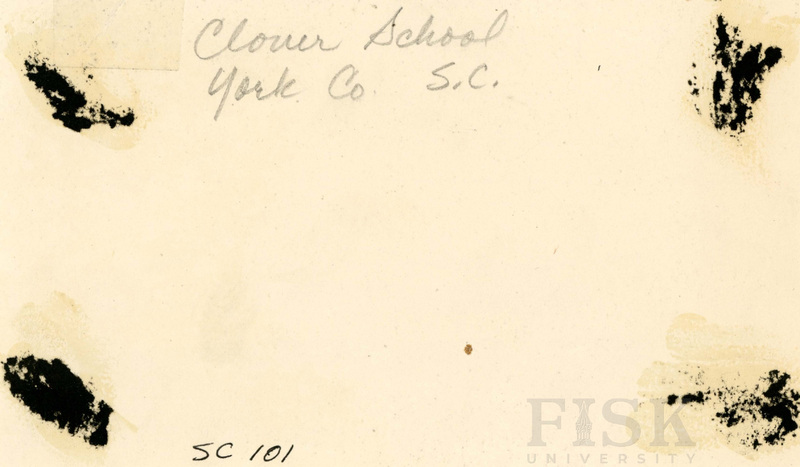 Clover School
York Co S.C.
SC 101
FISK
UNIVERSITY